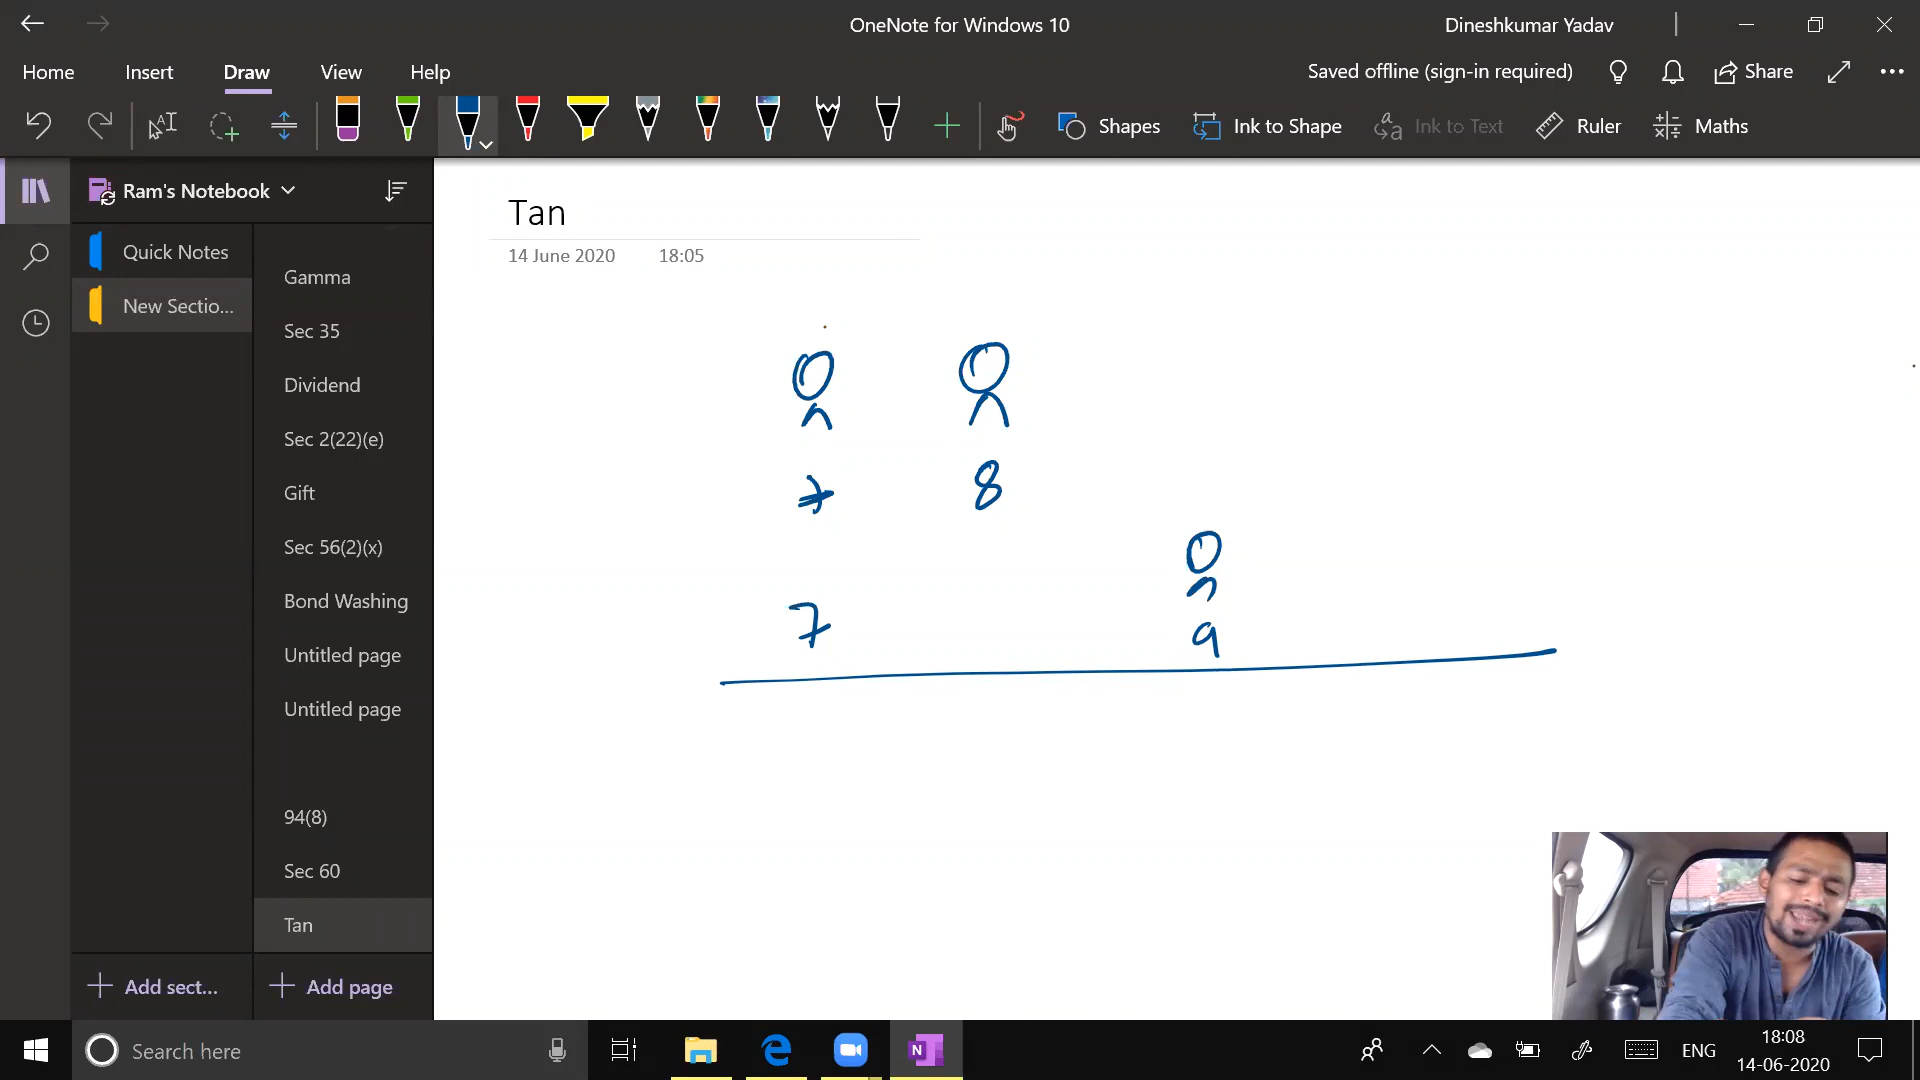 OneNote for Windows 10
Dineshkumar Yadav
Home Insert Draw View Help
Saved offline (sign-in required)
Share
Shapes
Ink to Shape
Ink to Text
Ruler
Maths
Ram's Notebook
Quick Notes
New Sectio...
Gamma
Sec 35
Dividend
Sec 2(22)(e)
Gift
Sec 56(2)(x)
Bond Washing
Untitled page
Untitled page
94(8)
Sec 60
Tan
Add sect...
Add page
Tan
14 June 2020 18:05
7 8
7 9
Search here
ENG
18:08
14-06-2020